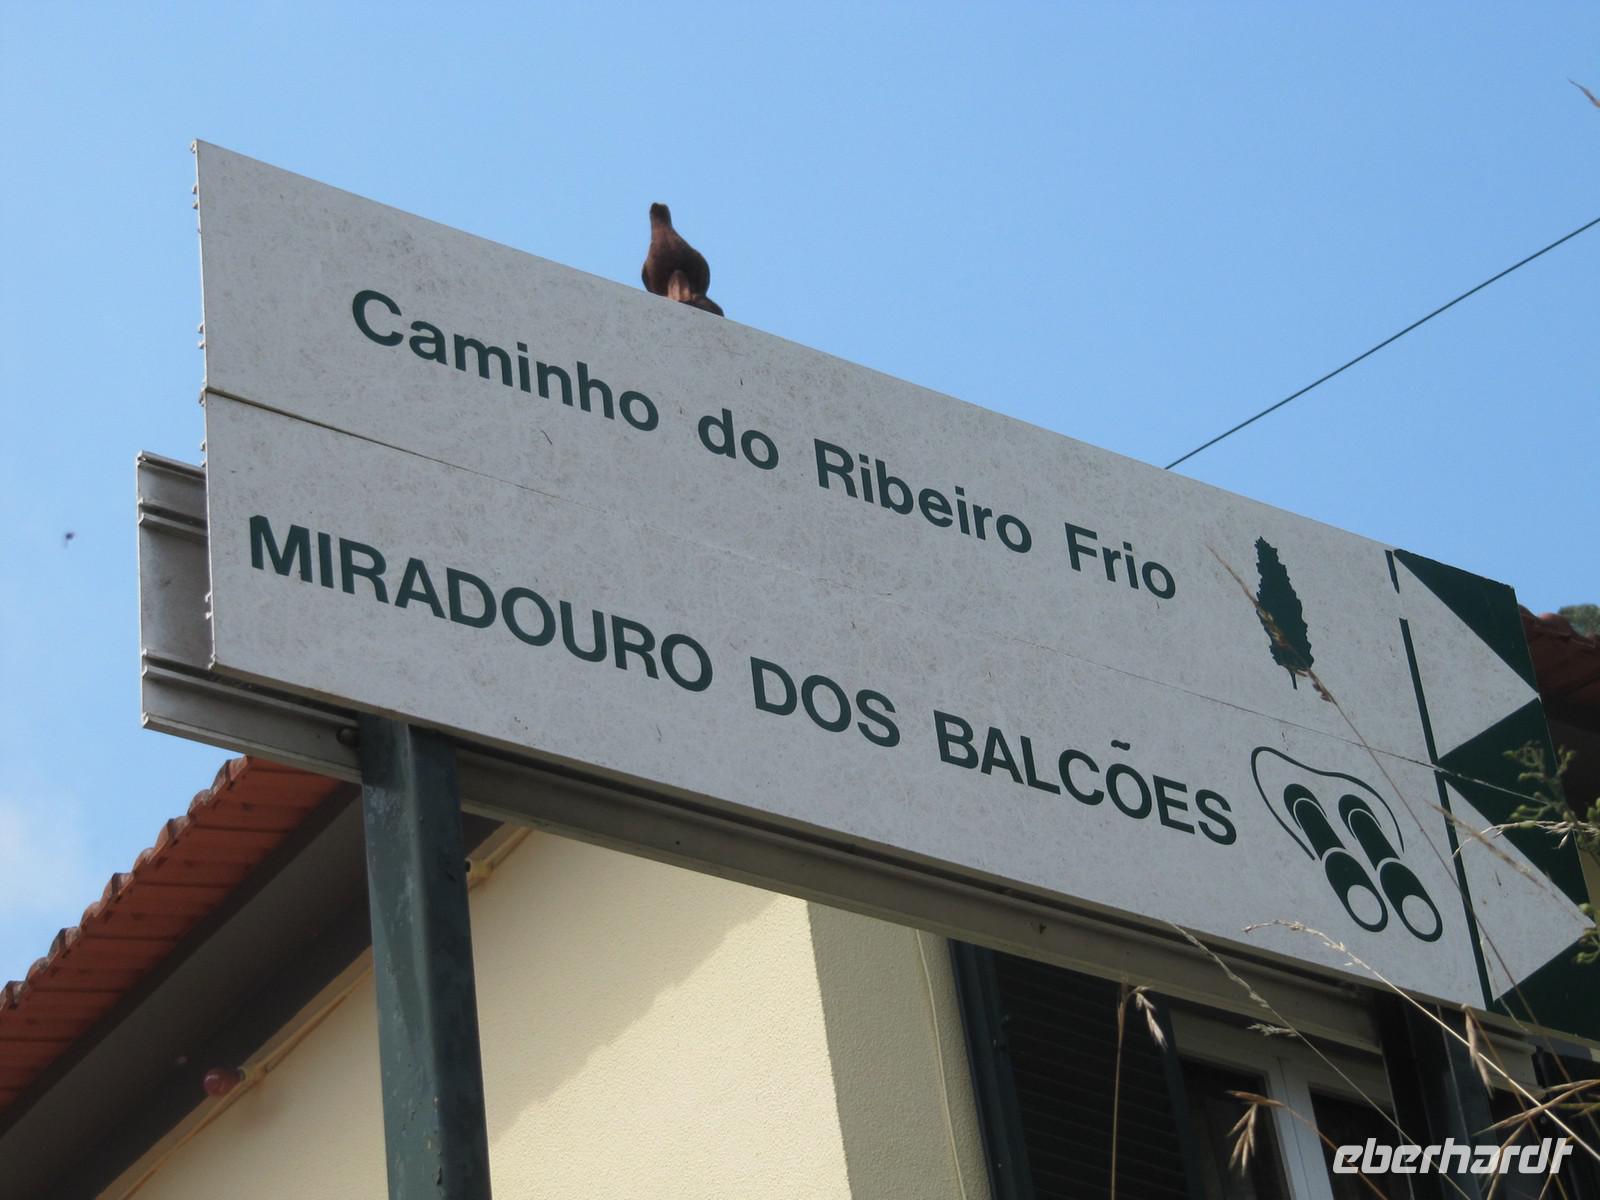 Caminho do Ribeiro Frio
MIRADOURO DOS BALCÕES
eberhardt